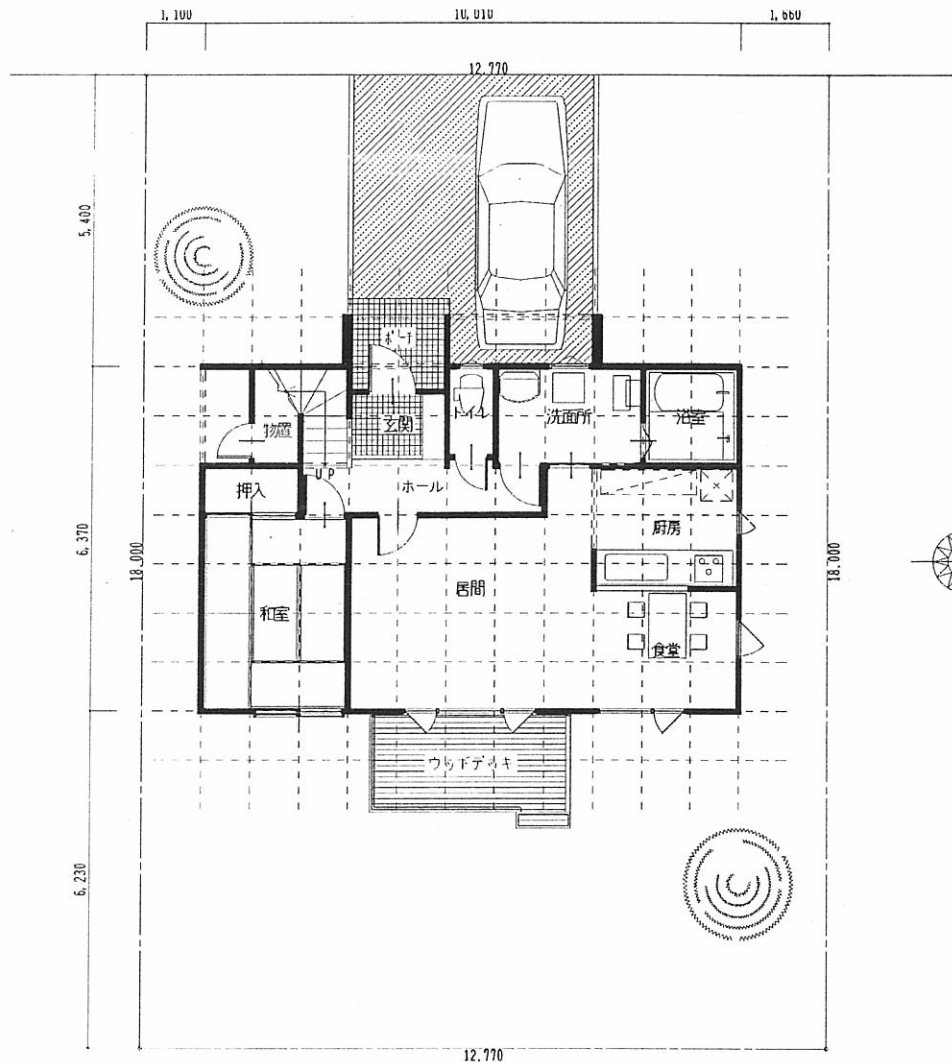 1,100
10,010
1,660
12.770
5,400
ポーチ
物置
玄関
トイレ
洗面所
浴室
UP
押入
ホール
厨房
6,370
18.000
居間
18.000
和室
食堂
ウッドデッキ
6,230
12.770